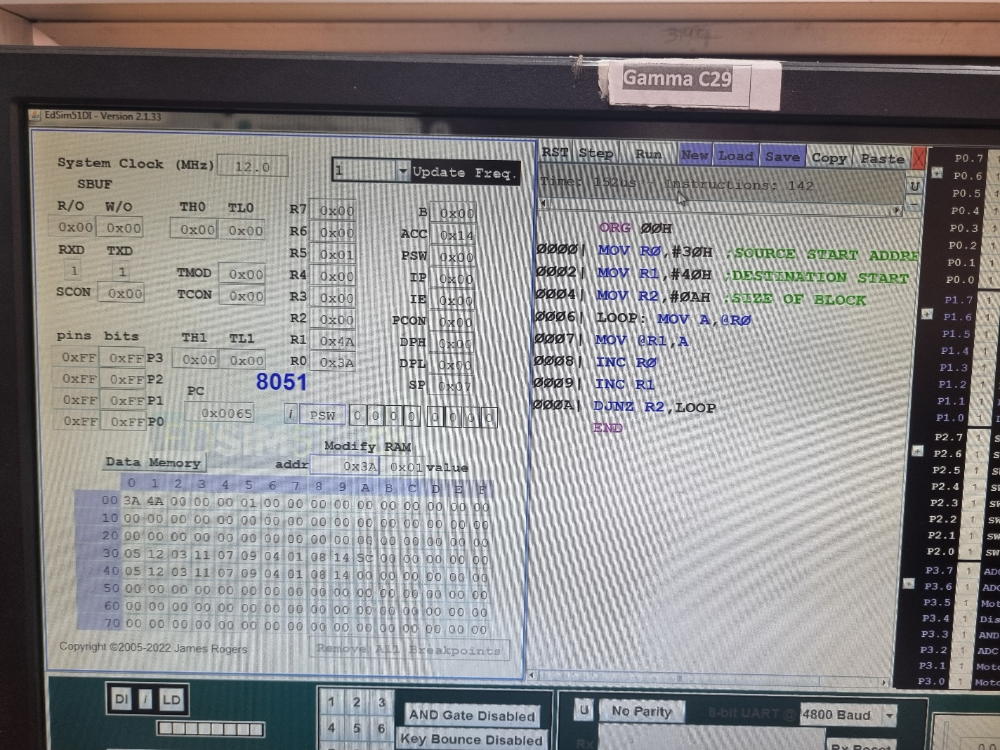 Gamma C29
EdSim51DI - Version 2.1.33
System Clock (MHz) 12.0
1 Update Freq.
SBUF
R/O W/O TH0 TL0 R7 0x00 B 0x00
0x00 0x00 0x00 0x00 R6 0x00 ACC 0x14
RXD TXD R5 0x01 PSW 0x00
1 1 TMOD 0x00 R4 0x00 IP 0x00
SCON 0x00 TCON 0x00 R3 0x00 IE 0x00
R2 0x00 PCON 0x00
pins bits TH1 TL1 R1 0x4A DPH 0x00
0xFF 0xFF P3 0x00 0x00 R0 0x3A DPL 0x00
0xFF 0xFF P2 8051 SP 0x07
0xFF 0xFF P1 PC
0xFF 0xFF P0 0x0065 i PSW 0 0 0 0 0 0 0 0
Modify RAM
Data Memory addr 0x3A 0x01 value
0 1 2 3 4 5 6 7 8 9 A B C D E F
00 3A 4A 00 00 00 01 00 00 00 00 00 00 00 00 00 00
10 00 00 00 00 00 00 00 00 00 00 00 00 00 00 00 00
20 00 00 00 00 00 00 00 00 00 00 00 00 00 00 00 00
30 05 12 03 11 07 09 04 01 08 14 5C 00 00 00 00 00
40 05 12 03 11 07 09 04 01 08 14 00 00 00 00 00 00
50 00 00 00 00 00 00 00 00 00 00 00 00 00 00 00 00
60 00 00 00 00 00 00 00 00 00 00 00 00 00 00 00 00
70 00 00 00 00 00 00 00 00 00 00 00 00 00 00 00 00
Copyright ©2005-2022 James Rogers Remove All Breakpoints
RST Step Run New Load Save Copy Paste X
Time: 152us - Instructions: 142 U
ORG 00H
0000| MOV R0,#30H ;SOURCE START ADDRE
0002| MOV R1,#40H ;DESTINATION START
0004| MOV R2,#0AH ;SIZE OF BLOCK
0006| LOOP: MOV A,@R0
0007| MOV @R1,A
0008| INC R0
0009| INC R1
000A| DJNZ R2,LOOP
END
P0.7 1
P0.6 1
P0.5 1
P0.4 1
P0.3 1
P0.2 1
P0.1 1
P0.0 1
P1.7 1
P1.6 1
P1.5 1
P1.4 1
P1.3 1
P1.2 1
P1.1 1
P1.0 1
P2.7 1
P2.6 1
P2.5 1
P2.4 1
P2.3 1
P2.2 1 SW
P2.1 1 SW
P2.0 1 SW
P3.7 1 ADC
P3.6 1 ADC
P3.5 1 Mot
P3.4 1 Dis
P3.3 1 AND
P3.2 1 ADC
P3.1 1 Moto
P3.0 1 Moto
DI i LD
1 2 3
4 5 6
AND Gate Disabled
Key Bounce Disabled
U No Parity 8-bit UART @ 4800 Baud
Rx Rx Reset